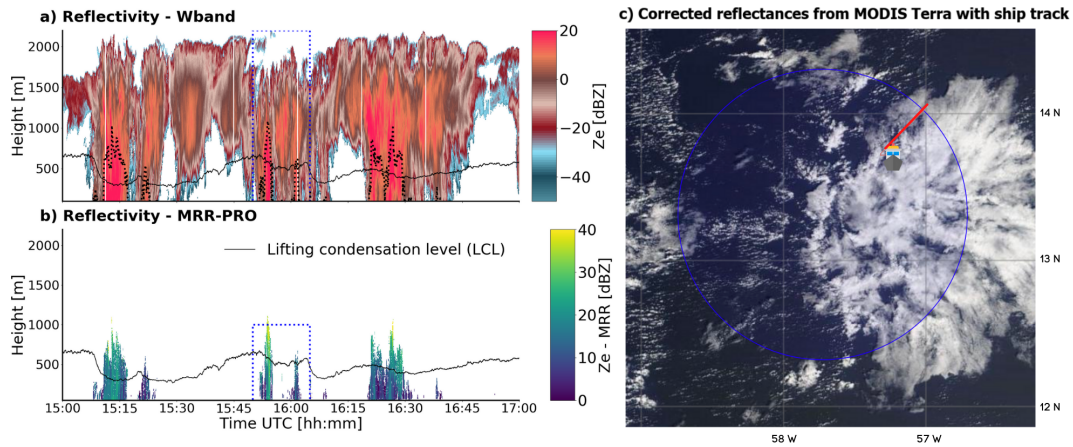 a) Reflectivity - Wband
2000
1500
1000
500
Height [m]
20
0
−20
−40
Ze [dBZ]
b) Reflectivity - MRR-PRO
2000
1500
1000
500
Height [m]
Lifting condensation level (LCL)
40
30
20
10
0
Ze - MRR [dBZ]
15:00 15:15 15:30 15:45 16:00 16:15 16:30 16:45 17:00
Time UTC [hh:mm]
c) Corrected reflectances from MODIS Terra with ship track
14 N
13 N
12 N
58 W 57 W